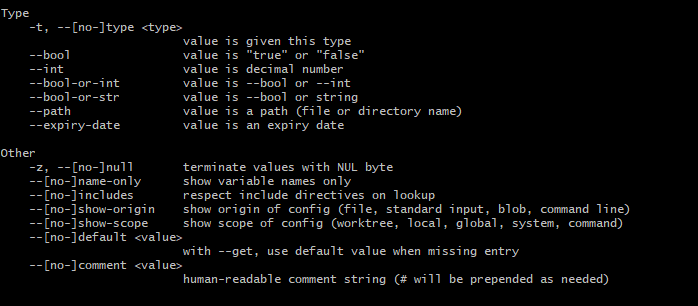 Type
    -t, --[no-]type <type>
                          value is given this type
    --bool                value is "true" or "false"
    --int                 value is decimal number
    --bool-or-int         value is --bool or --int
    --bool-or-str         value is --bool or string
    --path                value is a path (file or directory name)
    --expiry-date         value is an expiry date

Other
    -z, --[no-]null       terminate values with NUL byte
    --[no-]name-only      show variable names only
    --[no-]includes       respect include directives on lookup
    --[no-]show-origin    show origin of config (file, standard input, blob, command line)
    --[no-]show-scope     show scope of config (worktree, local, global, system, command)
    --[no-]default <value>
                          with --get, use default value when missing entry
    --[no-]comment <value>
                          human-readable comment string (# will be prepended as needed)